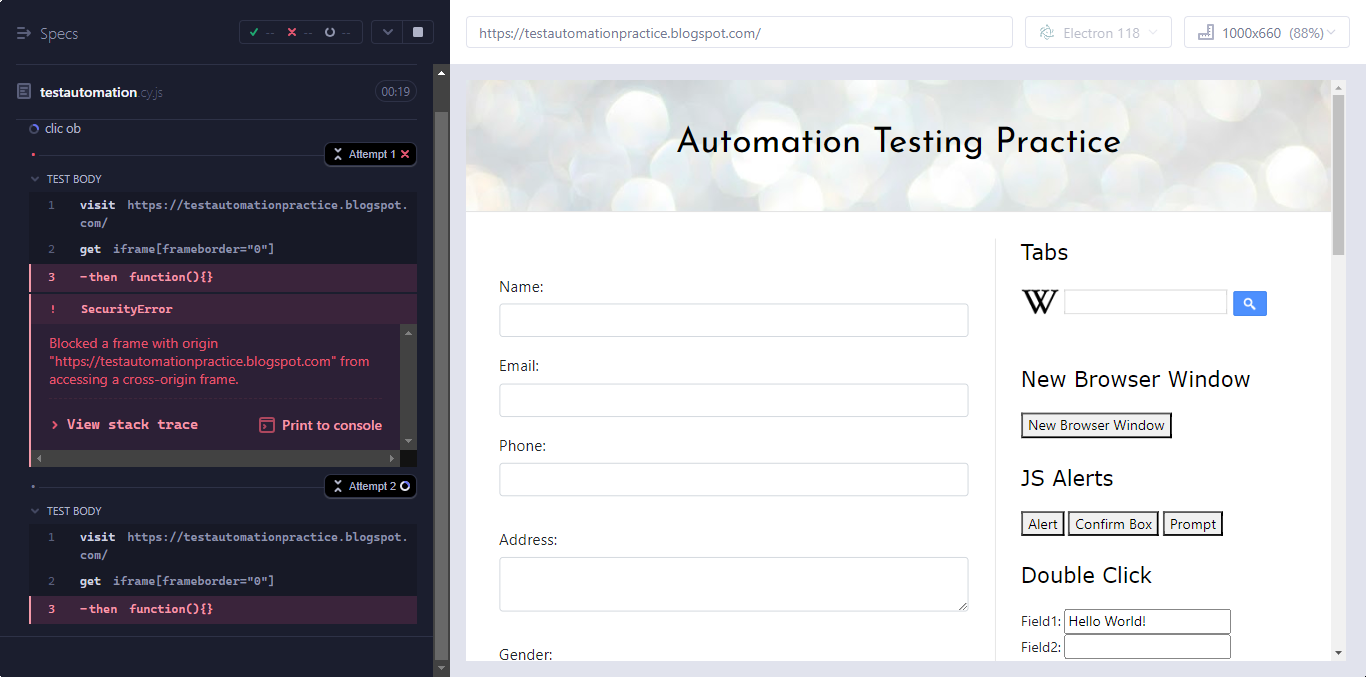 Specs
-- -- --
testautomation cy.js
00:19
clic ob
Attempt 1
TEST BODY
1 visit https://testautomationpractice.blogspot.
com/
2 get iframe[frameborder="0"]
3 -then function(){}
! SecurityError
Blocked a frame with origin
"https://testautomationpractice.blogspot.com" from
accessing a cross-origin frame.
View stack trace
Print to console
Attempt 2
TEST BODY
1 visit https://testautomationpractice.blogspot.
com/
2 get iframe[frameborder="0"]
3 -then function(){}
https://testautomationpractice.blogspot.com/
Electron 118
1000x660 (88%)
Automation Testing Practice
Name:
Email:
Phone:
Address:
Gender:
Tabs
W
New Browser Window
New Browser Window
JS Alerts
Alert Confirm Box Prompt
Double Click
Field1: Hello World!
Field2: